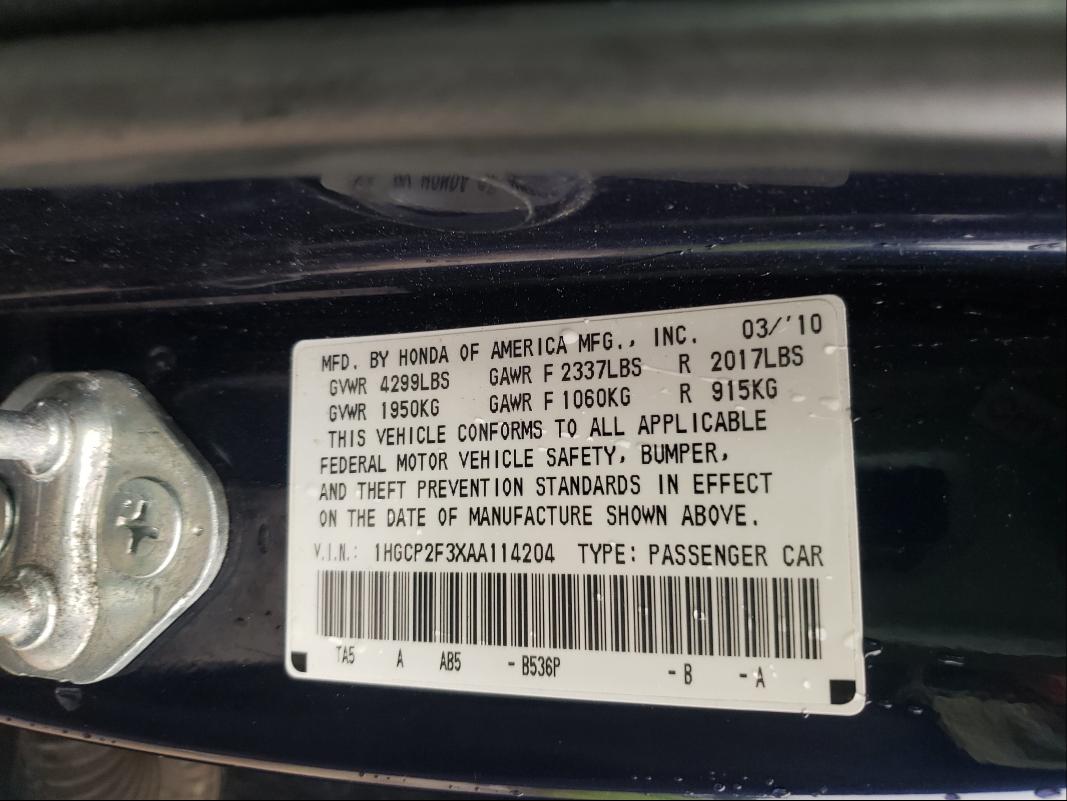 MFD. BY HONDA OF AMERICA MFG., INC. 03/'10
GVWR 4299LBS GAWR F 2337LBS R 2017LBS
GVWR 1950KG GAWR F 1060KG R 915KG
THIS VEHICLE CONFORMS TO ALL APPLICABLE
FEDERAL MOTOR VEHICLE SAFETY, BUMPER,
AND THEFT PREVENTION STANDARDS IN EFFECT
ON THE DATE OF MANUFACTURE SHOWN ABOVE.
V.I.N.: 1HGCP2F3XAA114204 TYPE: PASSENGER CAR
TA5 A AB5 - B536P - B - A